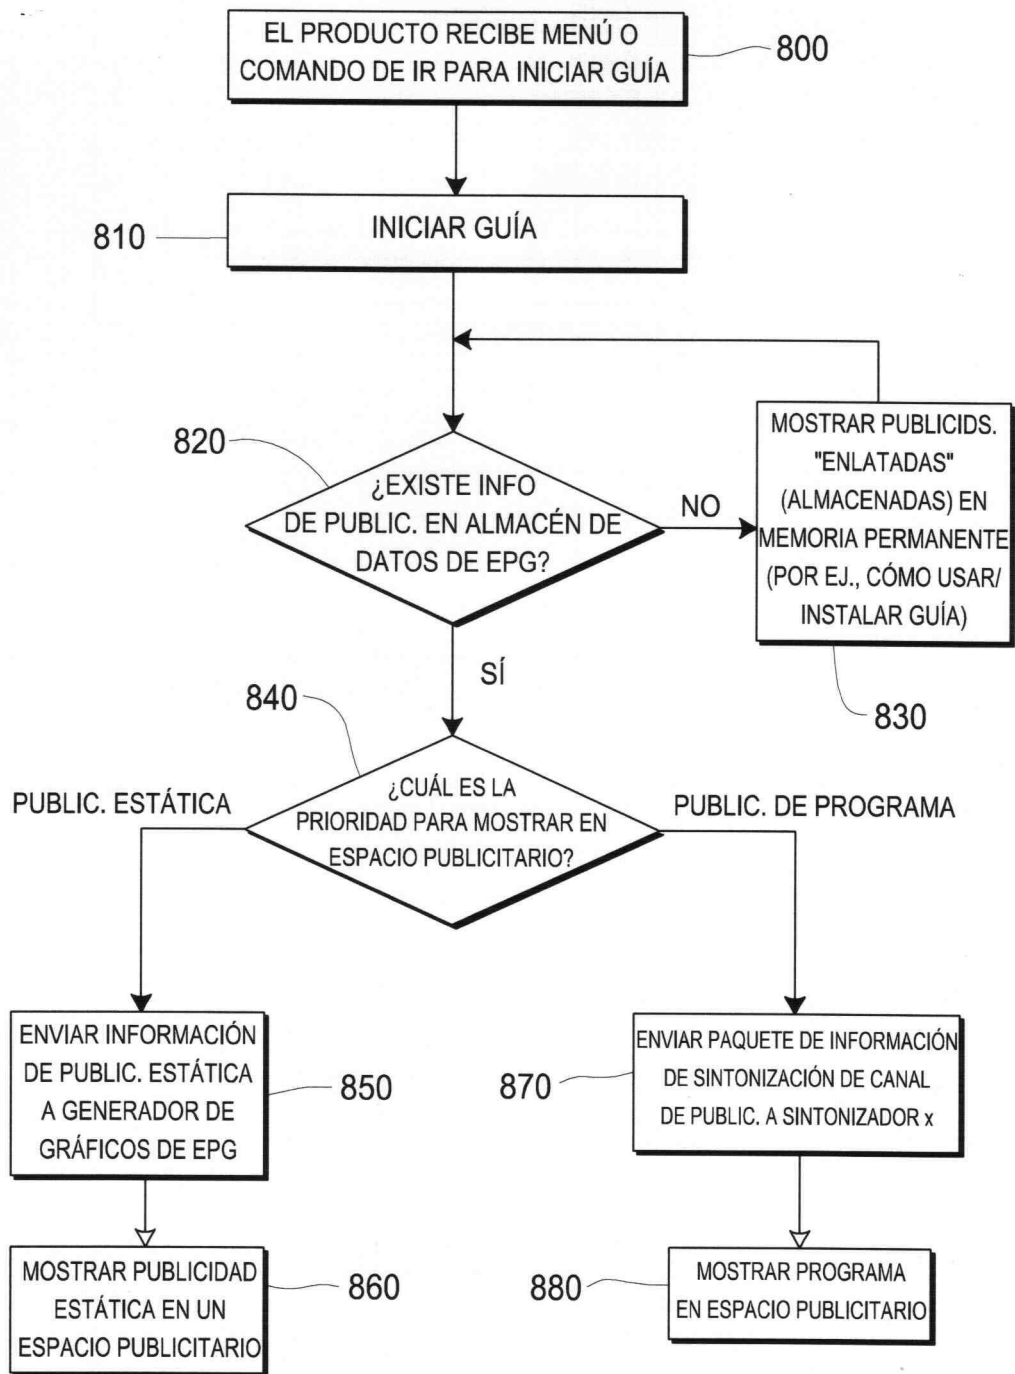 EL PRODUCTO RECIBE MENÚ O
COMANDO DE IR PARA INICIAR GUÍA
800
INICIAR GUÍA
810
820
¿EXISTE INFO
DE PUBLIC. EN ALMACÉN DE
DATOS DE EPG?
NO
MOSTRAR PUBLICIDS.
"ENLATADAS"
(ALMACENADAS) EN
MEMORIA PERMANENTE
(POR EJ., CÓMO USAR/
INSTALAR GUÍA)
830
SÍ
840
¿CUÁL ES LA
PRIORIDAD PARA MOSTRAR EN
ESPACIO PUBLICITARIO?
PUBLIC. ESTÁTICA
PUBLIC. DE PROGRAMA
ENVIAR INFORMACIÓN
DE PUBLIC. ESTÁTICA
A GENERADOR DE
GRÁFICOS DE EPG
850
870
ENVIAR PAQUETE DE INFORMACIÓN
DE SINTONIZACIÓN DE CANAL
DE PUBLIC. A SINTONIZADOR x
MOSTRAR PUBLICIDAD
ESTÁTICA EN UN
ESPACIO PUBLICITARIO
860
880
MOSTRAR PROGRAMA
EN ESPACIO PUBLICITARIO